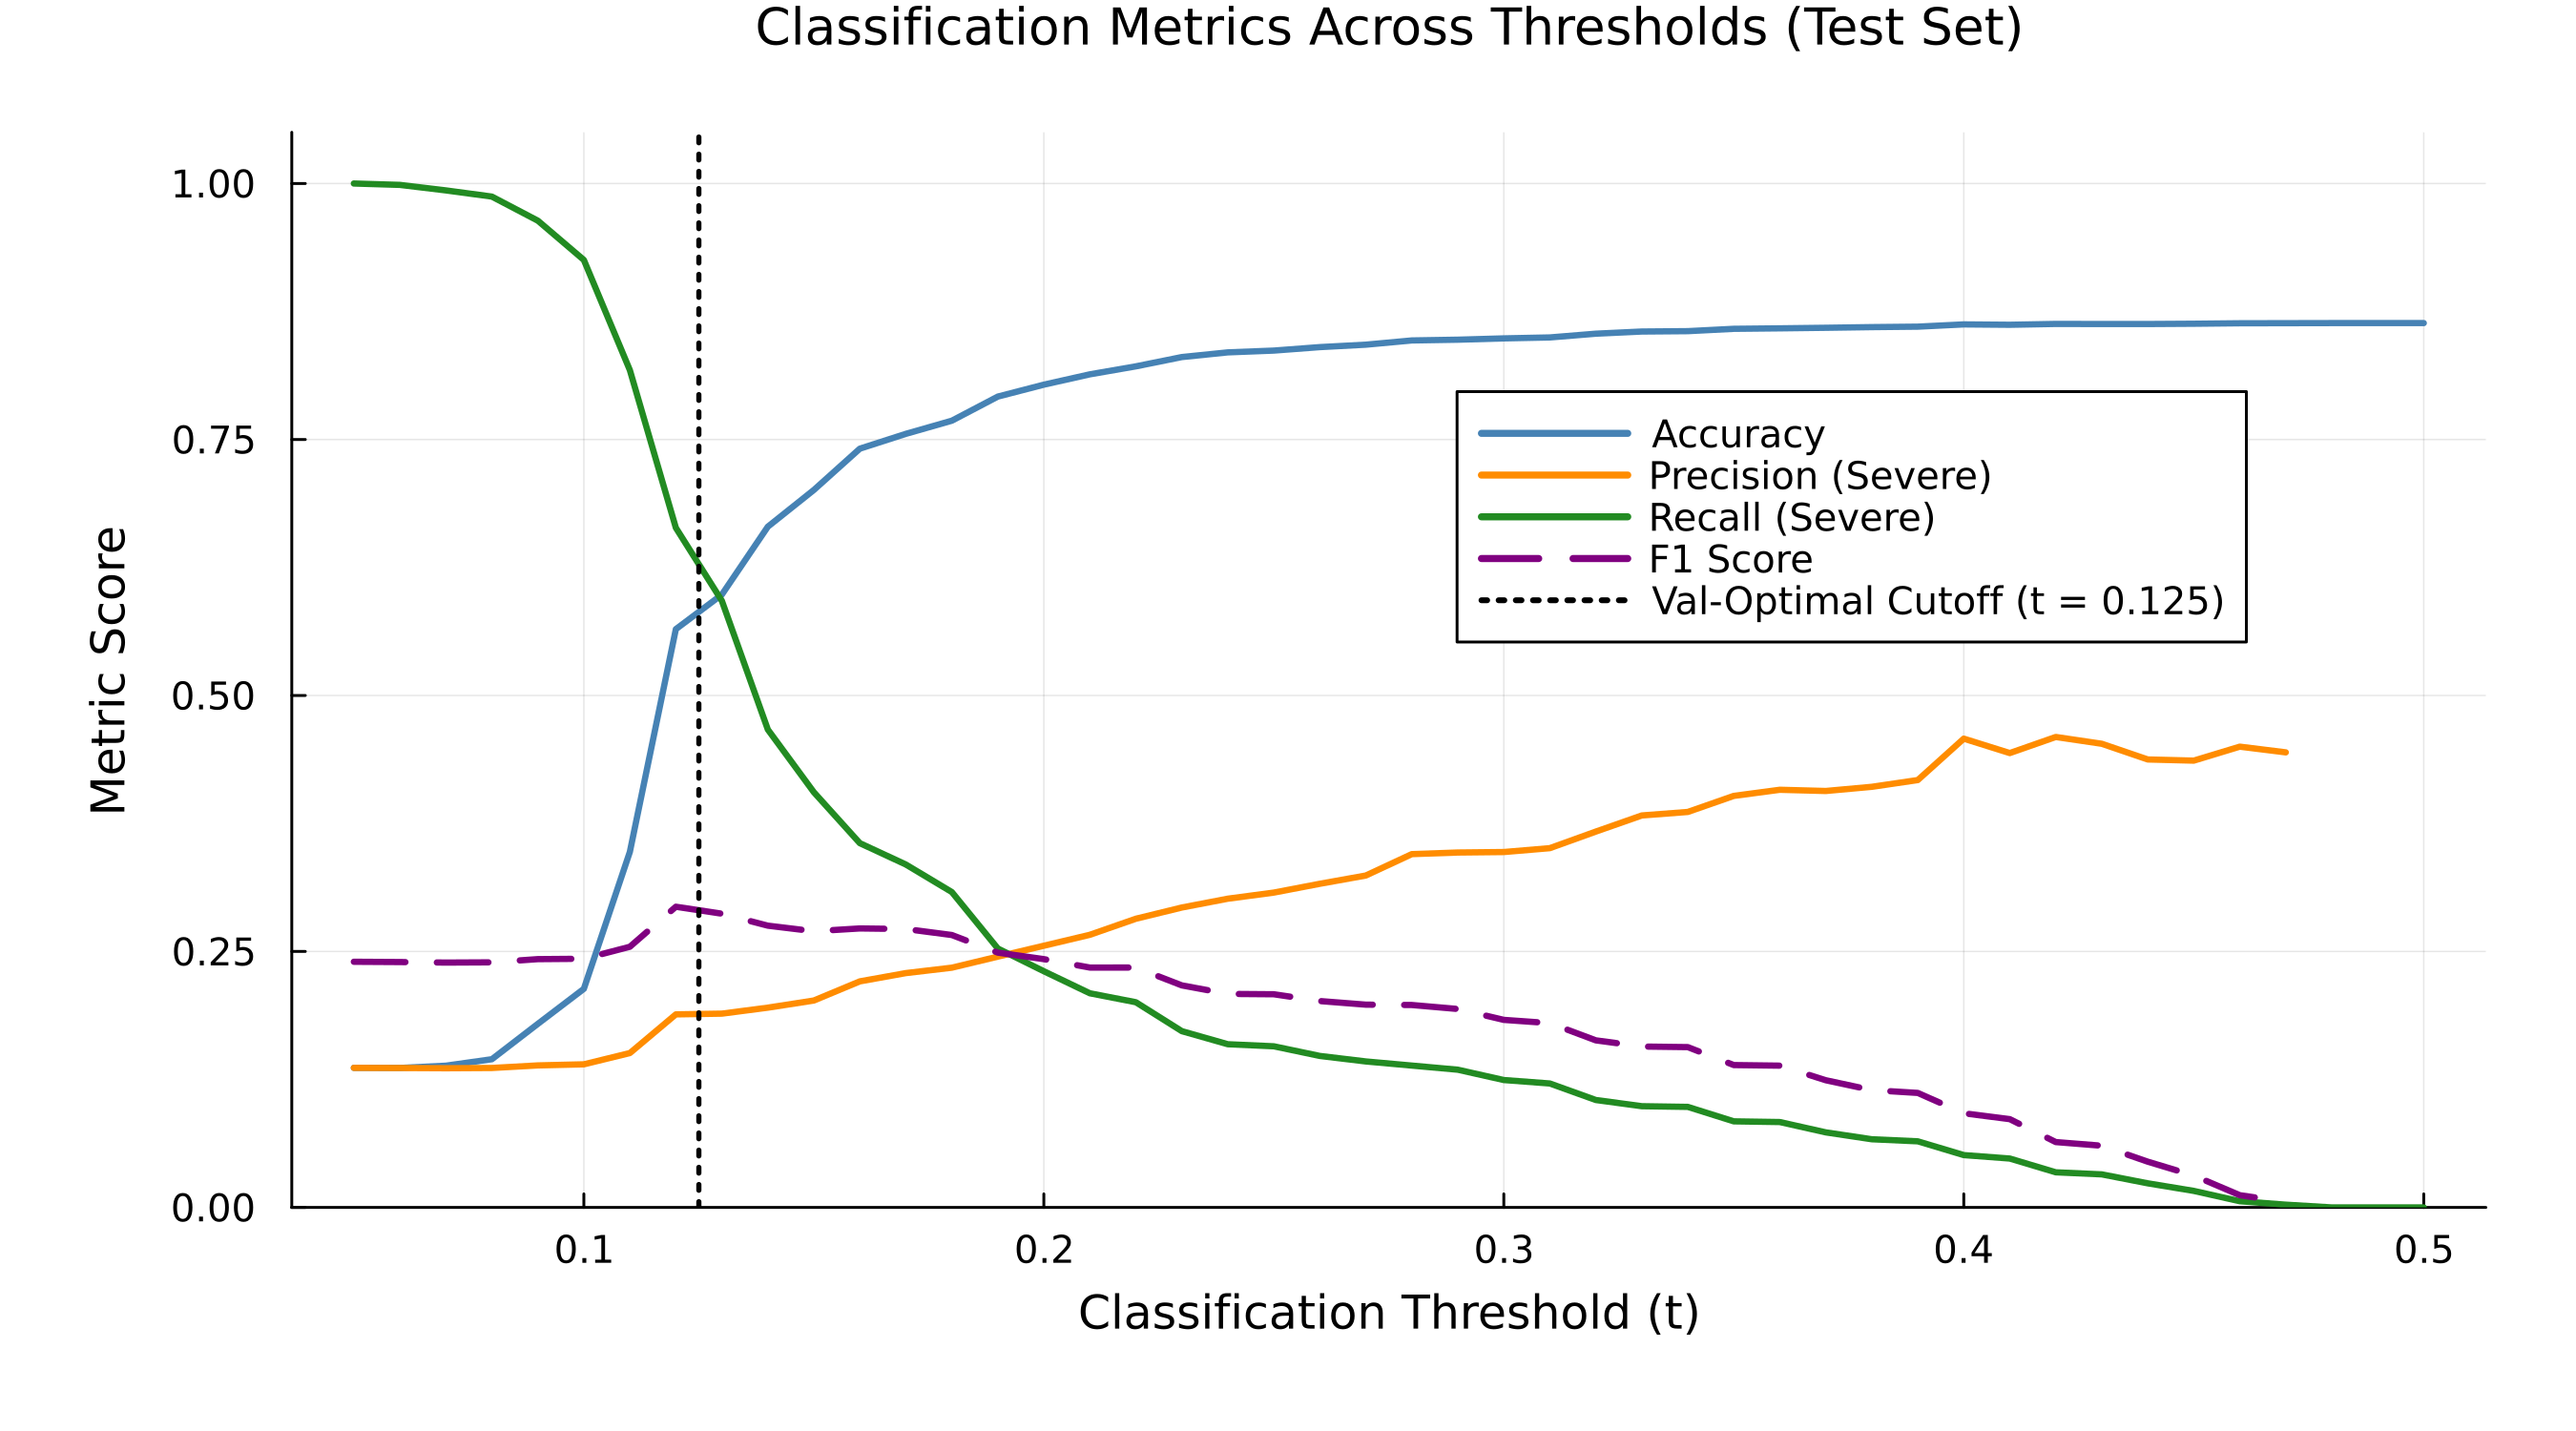 Classification Metrics Across Thresholds (Test Set)
1.00
0.75
0.50
0.25
0.00
Metric Score
Accuracy
Precision (Severe)
Recall (Severe)
F1 Score
Val-Optimal Cutoff (t = 0.125)
0.1
0.2
0.3
0.4
0.5
Classification Threshold (t)